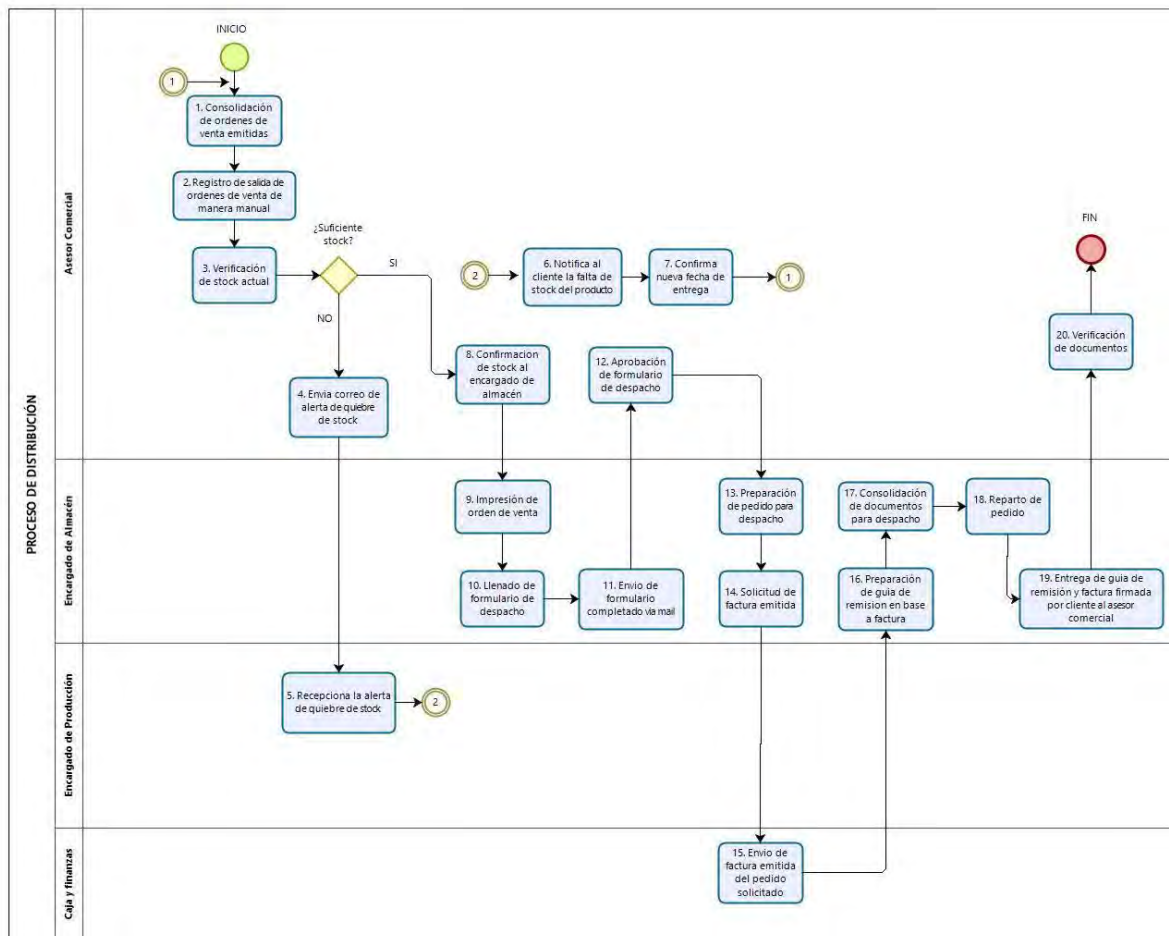 PROCESO DE DISTRIBUCIÓN
Asesor Comercial
INICIO
1
1. Consolidación
de ordenes de
venta emitidas
2. Registro de salida de
ordenes de venta de
manera manual
3. Verificación
de stock actual
¿Suficiente
stock?
SI
NO
4. Envia correo de
alerta de quiebre
de stock
2
6. Notifica al
cliente la falta de
stock del producto
7. Confirma
nueva fecha de
entrega
1
8. Confirmacion
de stock al
encargado de
almacén
12. Aprobación
de formulario
de despacho
FIN
20. Verificación
de documentos
Encargado de Almacén
9. Impresión de
orden de venta
10. Llenado de
formulario de
despacho
11. Envio de
formulario
completado via mail
13. Preparación
de pedido para
despacho
14. Solicitud de
factura emitida
17. Consolidación
de documentos
para despacho
16. Preparación
de guia de
remision en base
a factura
18. Reparto de
pedido
19. Entrega de guia de
remisión y factura firmada
por cliente al asesor
comercial
Encargado de Producción
5. Recepciona la alerta
de quiebre de stock
2
Caja y finanzas
15. Envio de
factura emitida
del pedido
solicitado